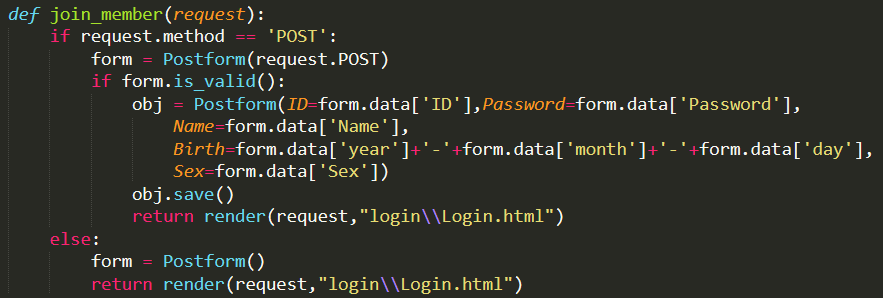 def join_member(request):
    if request.method == 'POST':
        form = Postform(request.POST)
        if form.is_valid():
            obj = Postform(ID=form.data['ID'],Password=form.data['Password'],
                Name=form.data['Name'],
                Birth=form.data['year']+'-'+form.data['month']+'-'+form.data['day'],
                Sex=form.data['Sex'])
            obj.save()
            return render(request,"login\\Login.html")
    else:
        form = Postform()
        return render(request,"login\\Login.html")